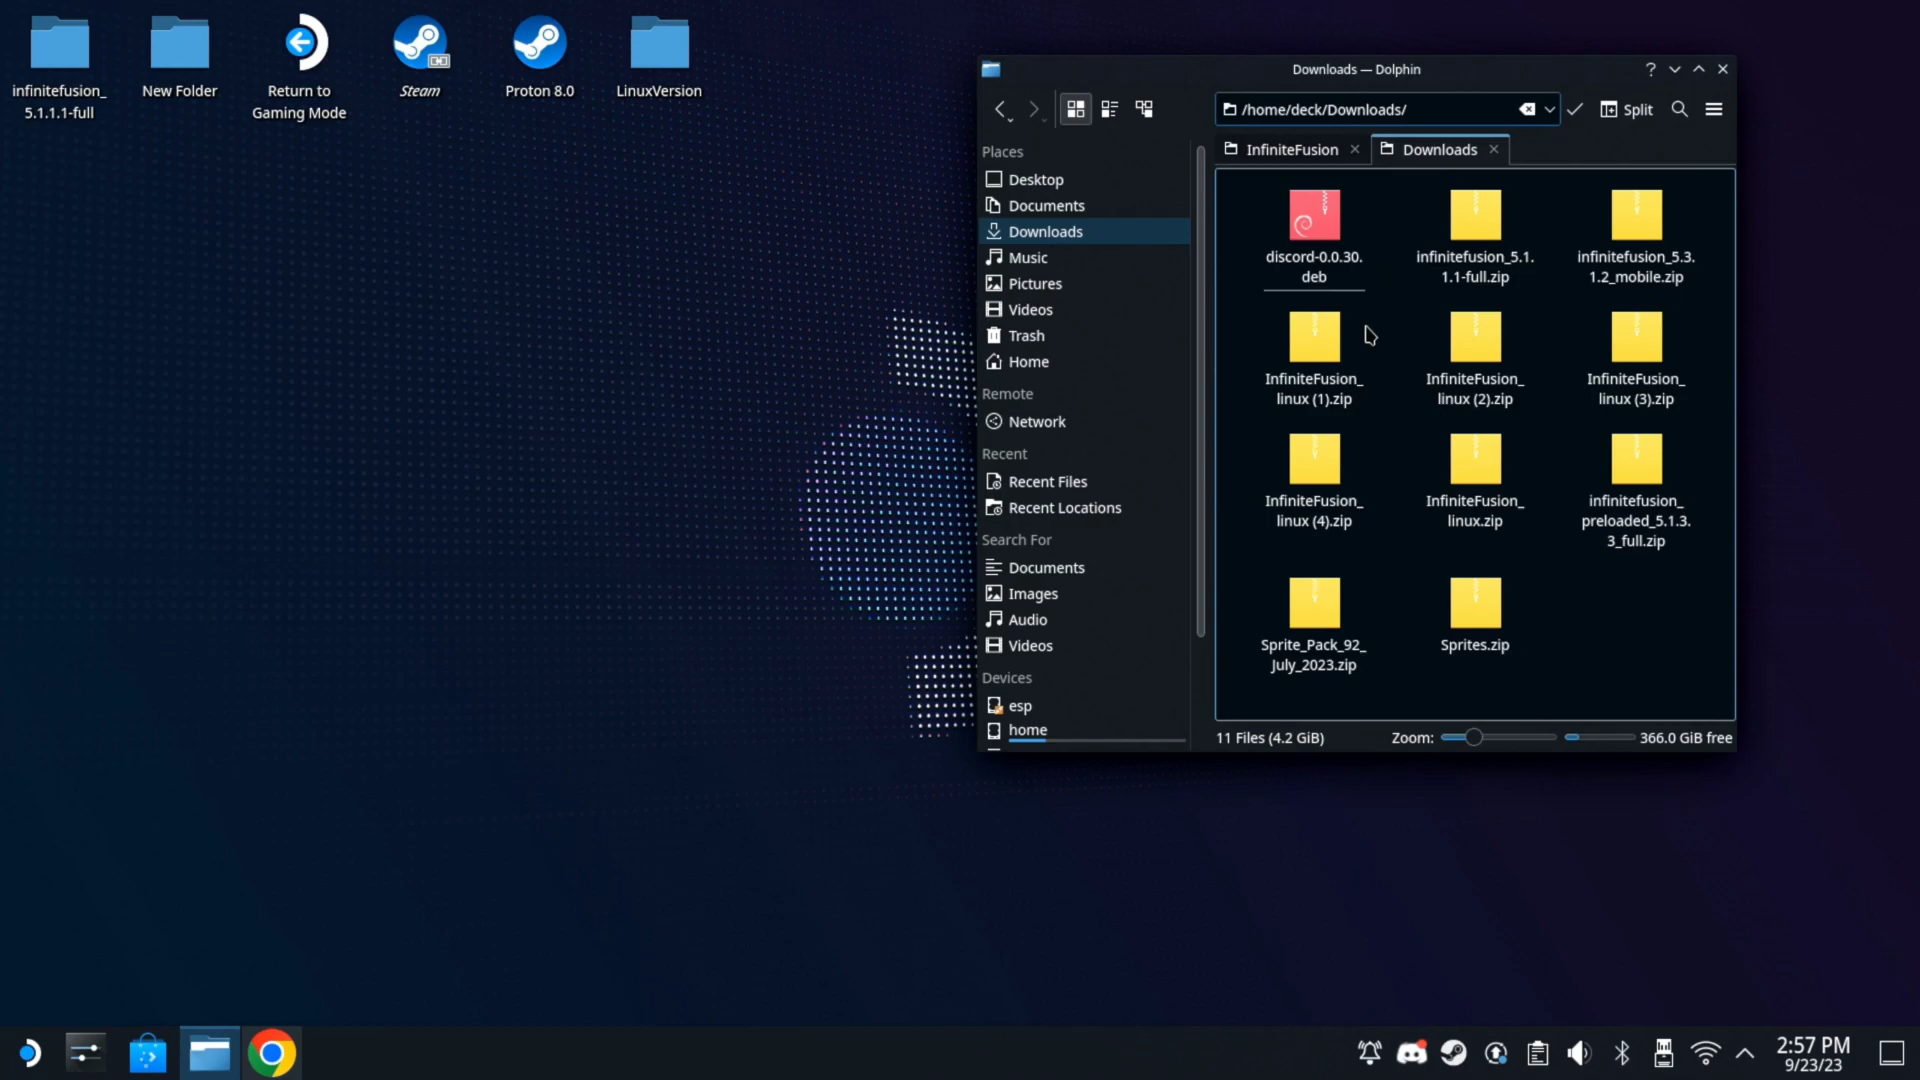 infinitefusion_
5.1.1.1-full
New Folder
Return to
Gaming Mode
Steam
Proton 8.0
LinuxVersion
Downloads — Dolphin
/home/deck/Downloads/
Split
InfiniteFusion
Downloads
Places
Desktop
Documents
Downloads
Music
Pictures
Videos
Trash
Home
Remote
Network
Recent
Recent Files
Recent Locations
Search For
Documents
Images
Audio
Videos
Devices
esp
home
discord-0.0.30.
deb
infinitefusion_5.1.
1.1-full.zip
infinitefusion_5.3.
1.2_mobile.zip
InfiniteFusion_
linux (1).zip
InfiniteFusion_
linux (2).zip
InfiniteFusion_
linux (3).zip
InfiniteFusion_
linux (4).zip
InfiniteFusion_
linux.zip
infinitefusion_
preloaded_5.1.3.
3_full.zip
Sprite_Pack_92_
July_2023.zip
Sprites.zip
11 Files (4.2 GiB)
Zoom:
366.0 GiB free
2:57 PM
9/23/23